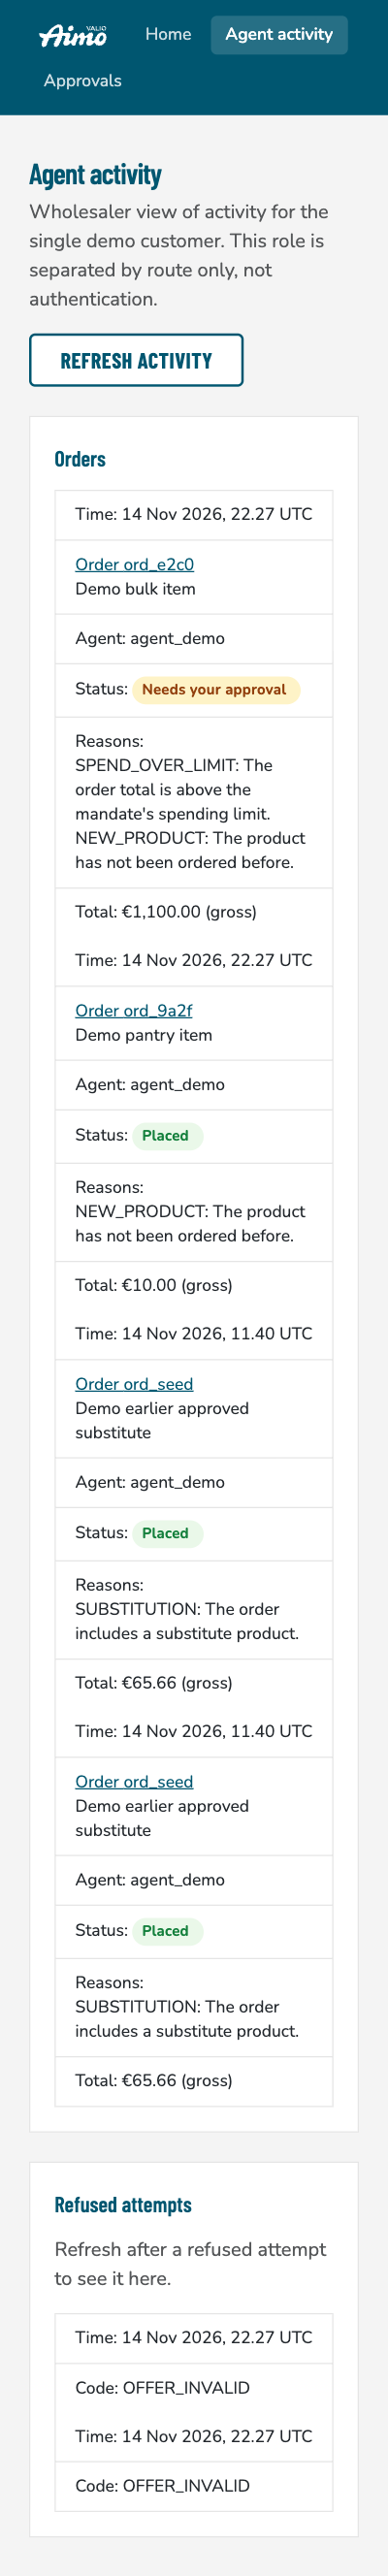 Aimo VALIO
Home
Agent activity
Approvals
Agent activity
Wholesaler view of activity for the
single demo customer. This role is
separated by route only, not
authentication.
REFRESH ACTIVITY
Orders
Time: 14 Nov 2026, 22.27 UTC
Order ord_e2c0
Demo bulk item
Agent: agent_demo
Status: Needs your approval
Reasons:
SPEND_OVER_LIMIT: The
order total is above the
mandate's spending limit.
NEW_PRODUCT: The product
has not been ordered before.
Total: €1,100.00 (gross)
Time: 14 Nov 2026, 22.27 UTC
Order ord_9a2f
Demo pantry item
Agent: agent_demo
Status: Placed
Reasons:
NEW_PRODUCT: The product
has not been ordered before.
Total: €10.00 (gross)
Time: 14 Nov 2026, 11.40 UTC
Order ord_seed
Demo earlier approved
substitute
Agent: agent_demo
Status: Placed
Reasons:
SUBSTITUTION: The order
includes a substitute product.
Total: €65.66 (gross)
Time: 14 Nov 2026, 11.40 UTC
Order ord_seed
Demo earlier approved
substitute
Agent: agent_demo
Status: Placed
Reasons:
SUBSTITUTION: The order
includes a substitute product.
Total: €65.66 (gross)
Refused attempts
Refresh after a refused attempt
to see it here.
Time: 14 Nov 2026, 22.27 UTC
Code: OFFER_INVALID
Time: 14 Nov 2026, 22.27 UTC
Code: OFFER_INVALID